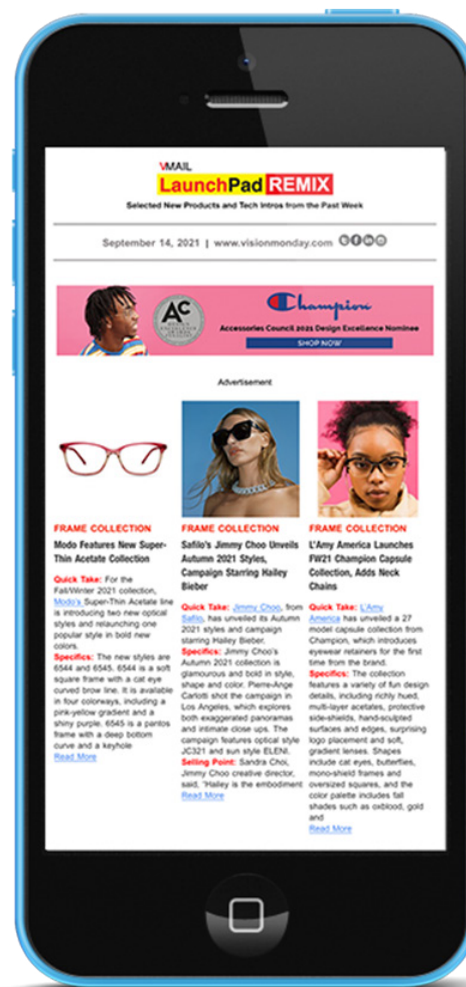 VMAIL
LaunchPad REMIX
Selected New Products and Tech Intros from the Past Week
September 14, 2021 | www.visionmonday.com
AC
Champion
Accessories Council 2021 Design Excellence Nominee
SHOP NOW
Advertisement
FRAME COLLECTION
Modo Features New Super-
Thin Acetate Collection
Quick Take: For the
Fall/Winter 2021 collection,
Modo's Super-Thin Acetate line
is introducing two new optical
styles and relaunching one
popular style in bold new
colors.
Specifics: The new styles are
6544 and 6545. 6544 is a soft
square frame with a cat eye
curved brow line. It is available
in four colorways, including a
pink-yellow gradient and a
shiny purple. 6545 is a pantos
frame with a deep bottom
curve and a keyhole
Read More
FRAME COLLECTION
Safilo's Jimmy Choo Unveils
Autumn 2021 Styles,
Campaign Starring Hailey
Bieber
Quick Take: Jimmy Choo, from
Safilo, has unveiled its Autumn
2021 styles and campaign
starring Hailey Bieber.
Specifics: Jimmy Choo's
Autumn 2021 collection is
glamourous and bold in style,
shape and color. Pierre-Ange
Carlotti shot the campaign in
Los Angeles, which explores
both exaggerated panoramas
and intimate close ups. The
campaign features optical style
JC321 and sun style ELENI.
Selling Point: Sandra Choi,
Jimmy Choo creative director,
said, "Hailey is the embodiment
Read More
FRAME COLLECTION
L'Amy America Launches
FW21 Champion Capsule
Collection, Adds Neck
Chains
Quick Take: L'Amy
America has unveiled a 27
model capsule collection from
Champion, which introduces
eyewear retainers for the first
time from the brand.
Specifics: The collection
features a variety of fun design
details, including richly hued,
multi-layer acetates, protective
side-shields, hand-sculpted
surfaces and edges, surprising
logo placement and soft,
gradient lenses. Shapes
include cat eyes, butterflies,
mono-shield frames and
oversized squares, and the
color palette includes fall
shades such as oxblood, gold
and
Read More